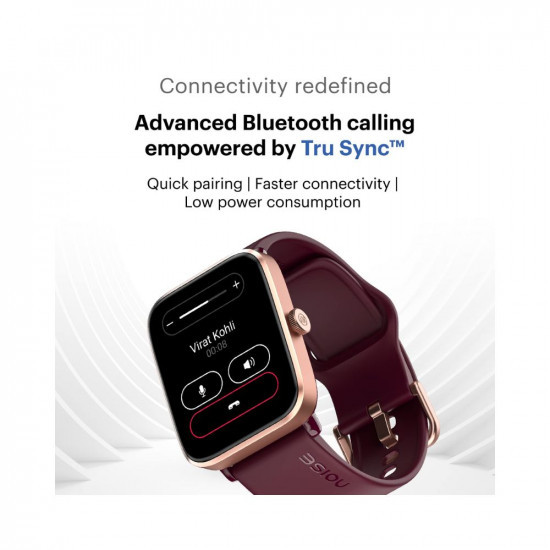 Connectivity redefined
Advanced Bluetooth calling
empowered by Tru Sync™
Quick pairing | Faster connectivity |
Low power consumption
Virat Kohli
00:08
noise